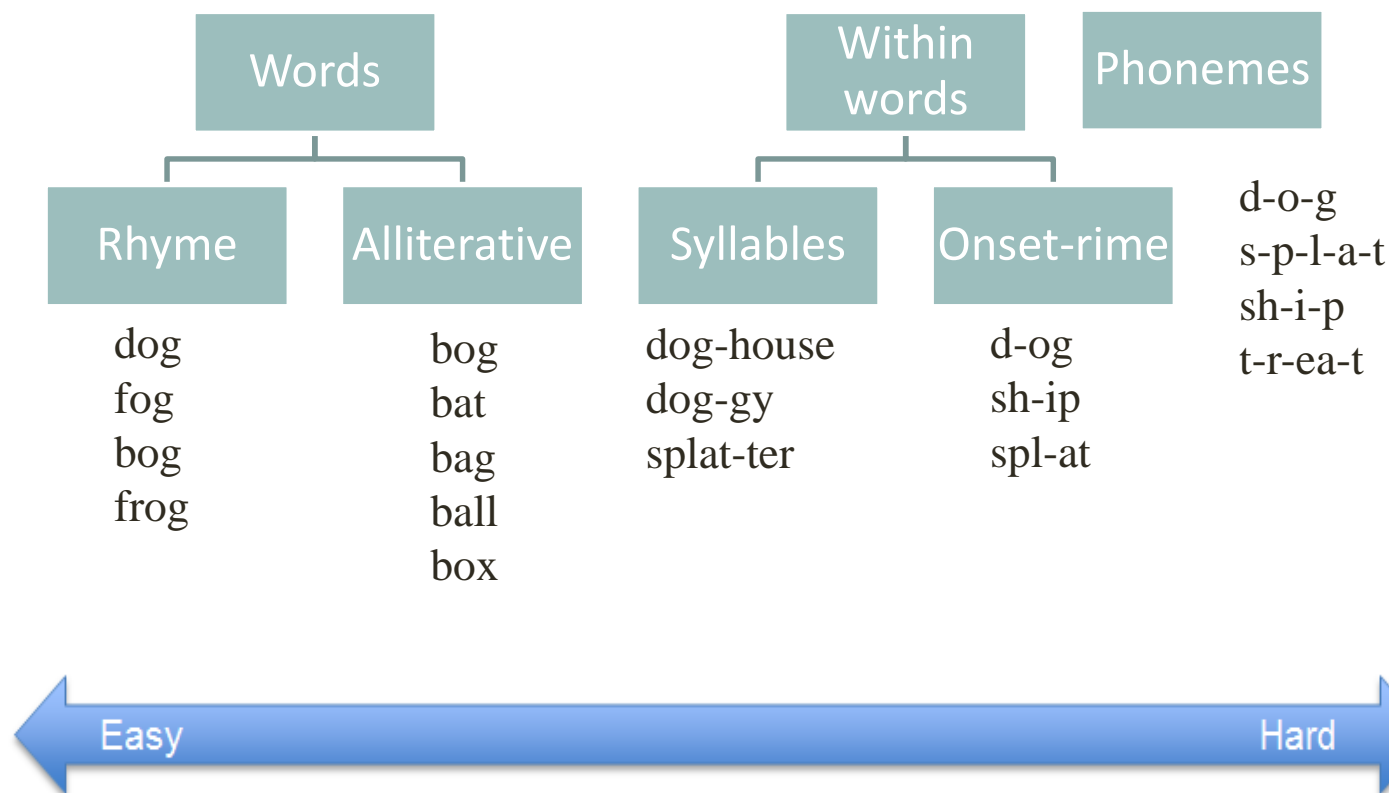 Words
Within
words
Phonemes
Rhyme
Alliterative
Syllables
Onset-rime
dog
fog
bog
frog
bog
bat
bag
ball
box
dog-house
dog-gy
splat-ter
d-og
sh-ip
spl-at
d-o-g
s-p-l-a-t
sh-i-p
t-r-ea-t
Easy
Hard